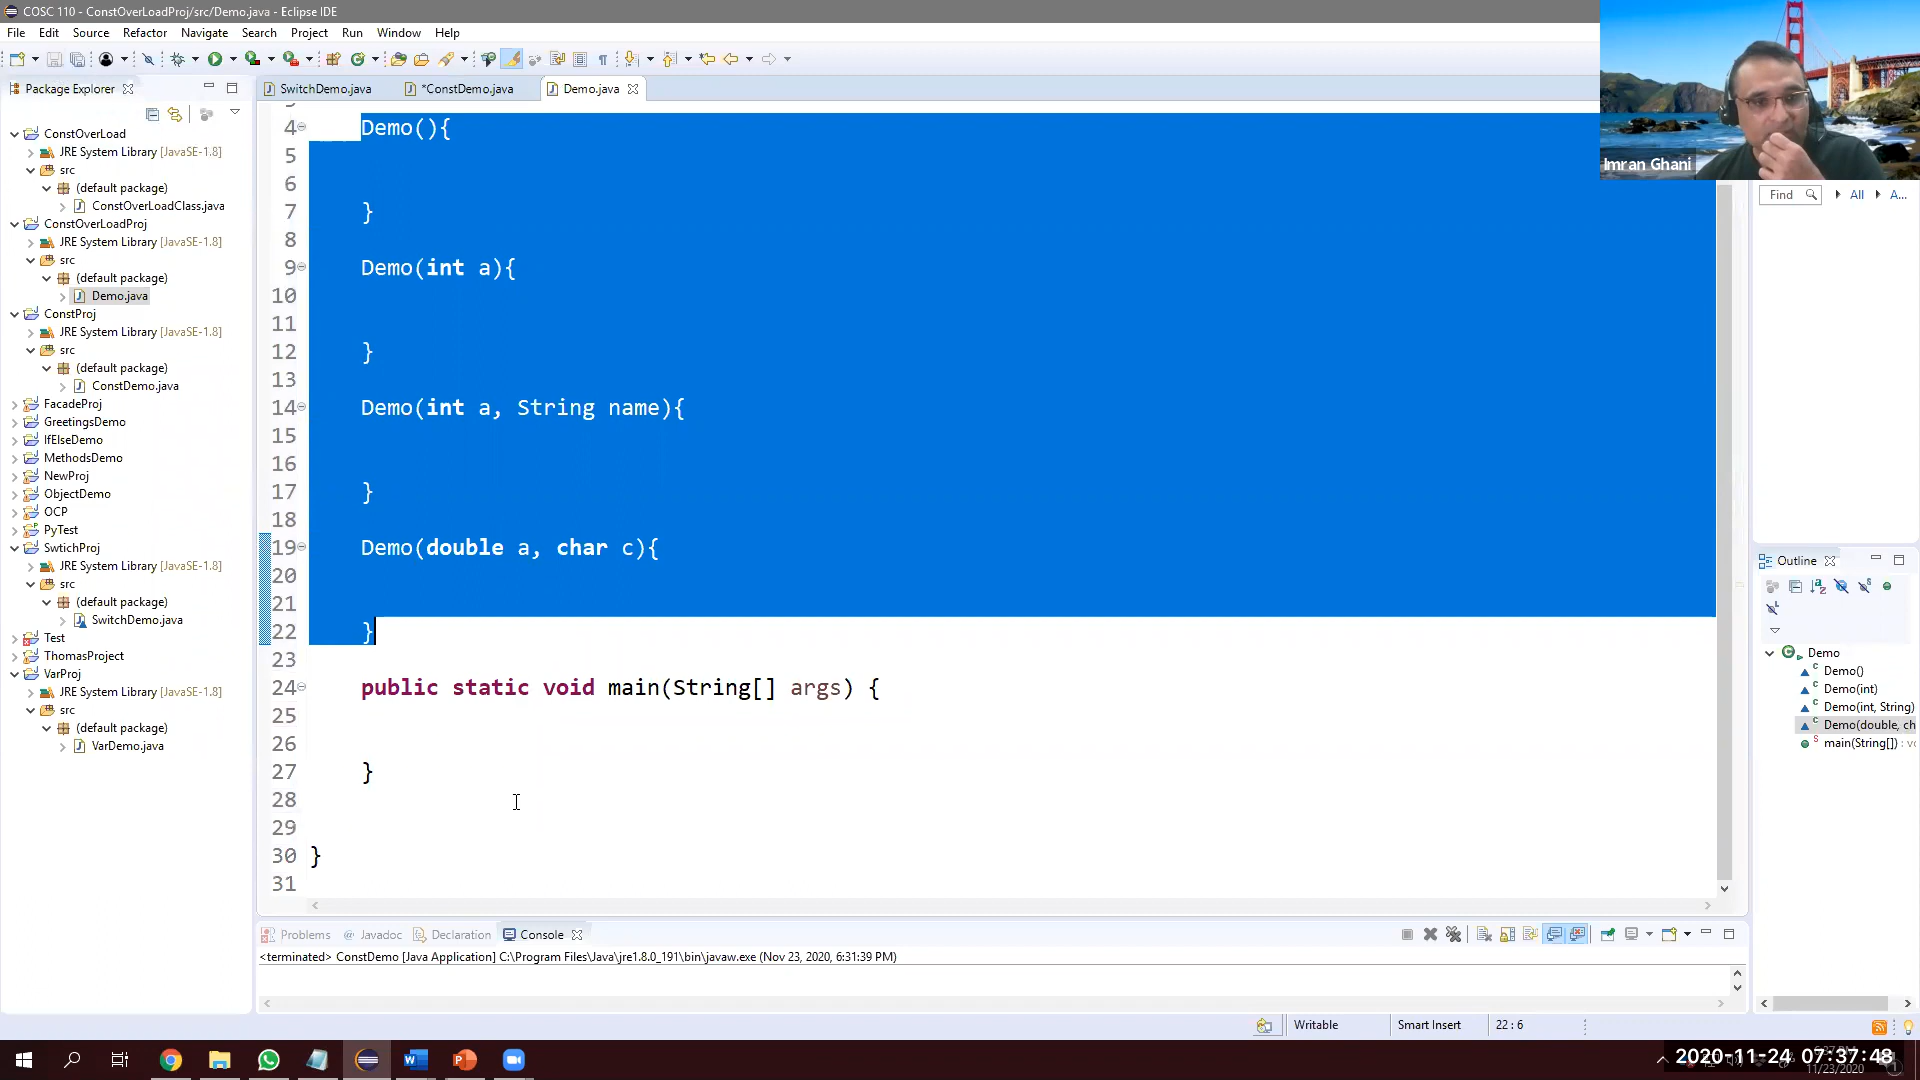 COSC 110 - ConstOverLoadProj/src/Demo.java - Eclipse IDE
File Edit Source Refactor Navigate Search Project Run Window Help
Package Explorer
SwitchDemo.java
*ConstDemo.java
Demo.java
ConstOverLoad
JRE System Library [JavaSE-1.8]
src
(default package)
ConstOverLoadClass.java
ConstOverLoadProj
JRE System Library [JavaSE-1.8]
src
(default package)
Demo.java
ConstProj
JRE System Library [JavaSE-1.8]
src
(default package)
ConstDemo.java
FacadeProj
GreetingsDemo
IfElseDemo
MethodsDemo
NewProj
ObjectDemo
OCP
PyTest
SwtichProj
JRE System Library [JavaSE-1.8]
src
(default package)
SwitchDemo.java
Test
ThomasProject
VarProj
JRE System Library [JavaSE-1.8]
src
(default package)
VarDemo.java
4 Demo(){
5
6
7 }
8
9 Demo(int a){
10
11
12 }
13
14 Demo(int a, String name){
15
16
17 }
18
19 Demo(double a, char c){
20
21
22 }
23
24 public static void main(String[] args) {
25
26
27 }
28
29
30 }
31
Imran Ghani
Find All A...
Outline
Demo
Demo()
Demo(int)
Demo(int, String)
Demo(double, ch
main(String[]) : vo
Problems @ Javadoc Declaration Console
<terminated> ConstDemo [Java Application] C:\Program Files\Java\jre1.8.0_191\bin\javaw.exe (Nov 23, 2020, 6:31:39 PM)
Writable Smart Insert 22 : 6
2020-11-24 07:37:48
11/23/2020